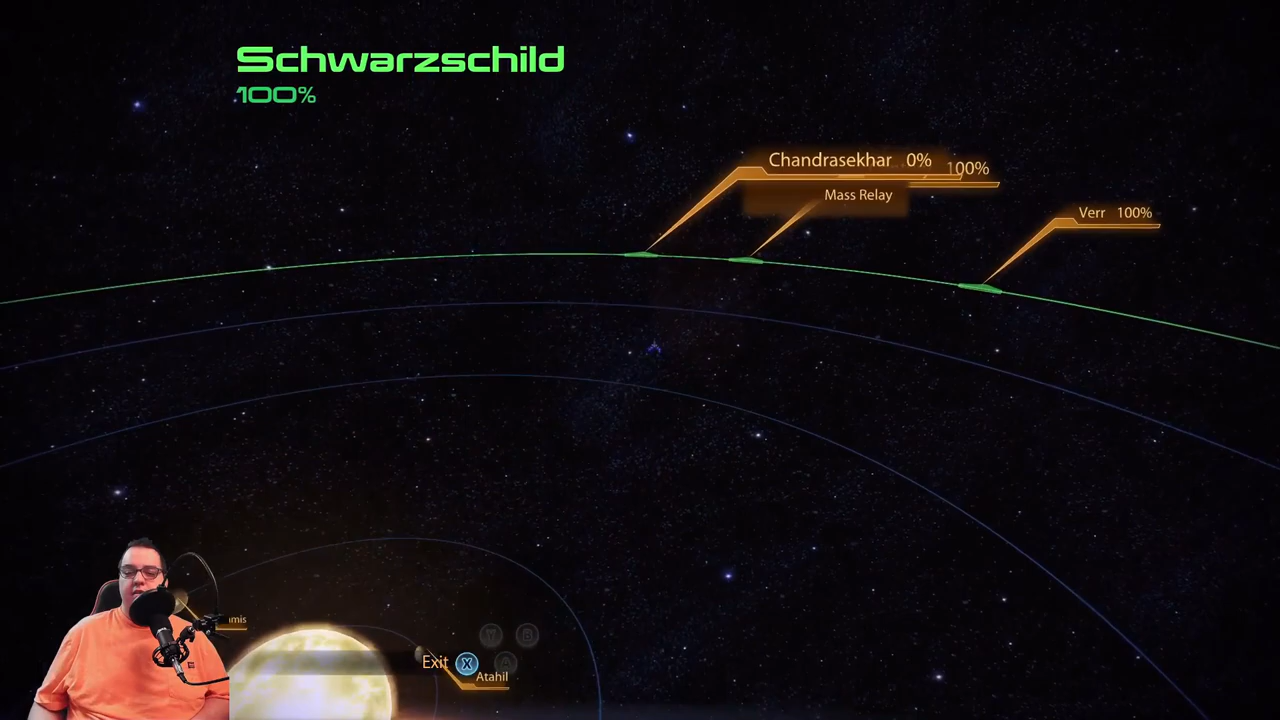 Schwarzschild
100%
Chandrasekhar 0%
100%
Mass Relay
Verr 100%
Exit X
Y
B
A
Atahil